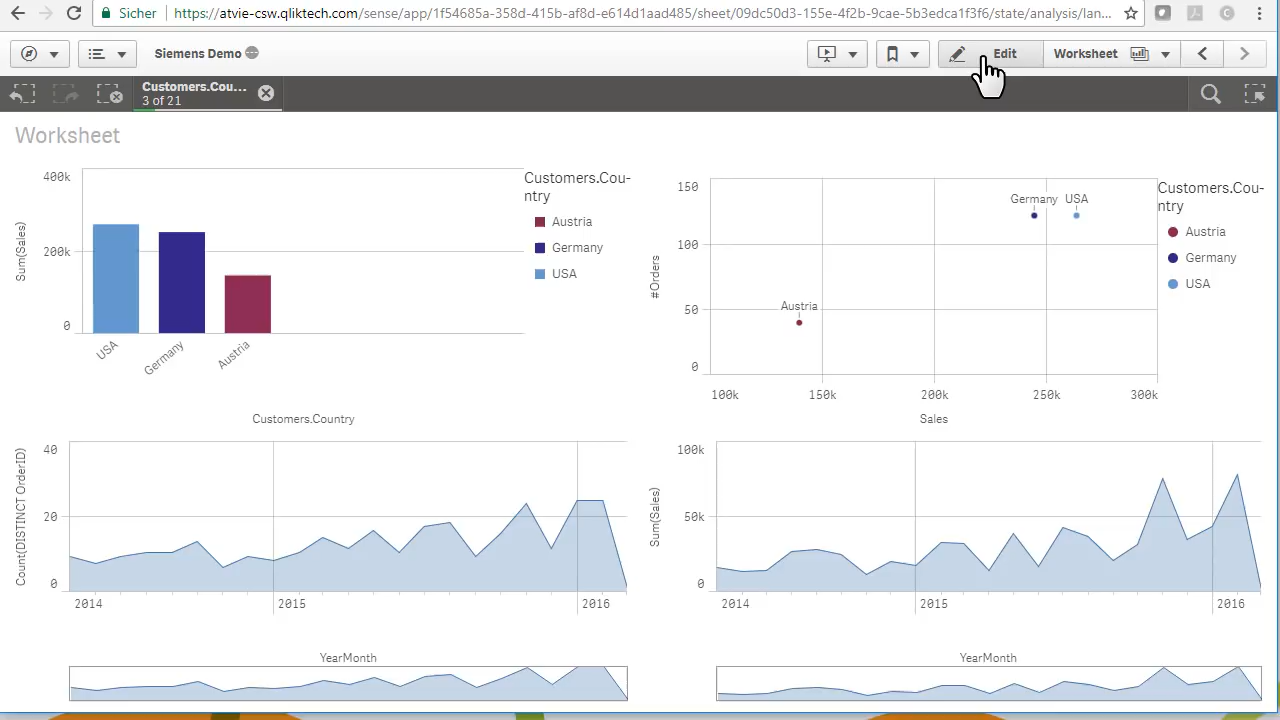 Sicher
https://atvie-csw.qliktech.com/sense/app/1f54685a-358d-415b-af8d-e614d1aad485/sheet/09dc50d3-155e-4f2b-9cae-5b3edca1f3f6/state/analysis/lan...
Siemens Demo
Edit
Worksheet
Customers.Cou...
3 of 21
Worksheet
400k
200k
0
Sum(Sales)
USA
Germany
Austria
Customers.Country
Customers.Cou-
ntry
Austria
Germany
USA
150
100
50
0
#Orders
Germany
USA
Austria
100k
150k
200k
250k
300k
Sales
Customers.Cou-
ntry
Austria
Germany
USA
40
20
0
Count(DISTINCT OrderID)
2014
2015
2016
YearMonth
100k
50k
0
Sum(Sales)
2014
2015
2016
YearMonth